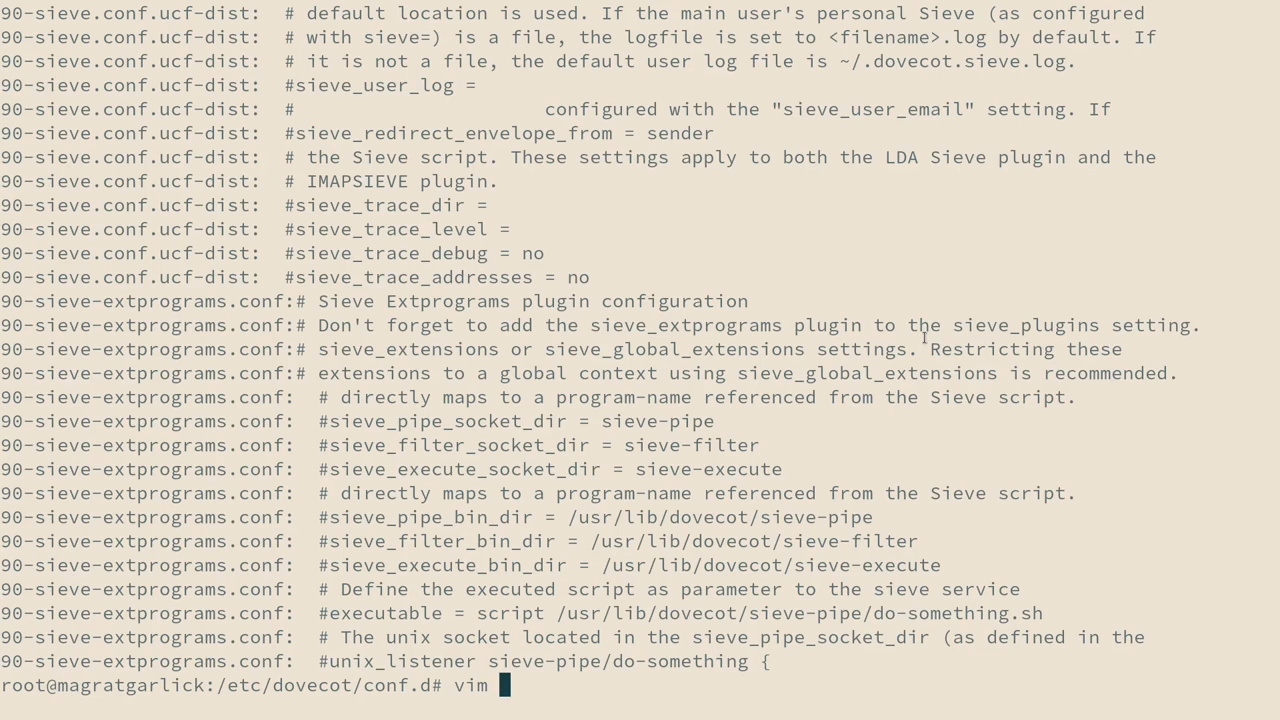 90-sieve.conf.ucf-dist:  # default location is used. If the main user's personal Sieve (as configured
90-sieve.conf.ucf-dist:  # with sieve=) is a file, the logfile is set to <filename>.log by default. If
90-sieve.conf.ucf-dist:  # it is not a file, the default user log file is ~/.dovecot.sieve.log.
90-sieve.conf.ucf-dist:  #sieve_user_log =
90-sieve.conf.ucf-dist:  #                      configured with the "sieve_user_email" setting. If
90-sieve.conf.ucf-dist:  #sieve_redirect_envelope_from = sender
90-sieve.conf.ucf-dist:  # the Sieve script. These settings apply to both the LDA Sieve plugin and the
90-sieve.conf.ucf-dist:  # IMAPSIEVE plugin.
90-sieve.conf.ucf-dist:  #sieve_trace_dir =
90-sieve.conf.ucf-dist:  #sieve_trace_level =
90-sieve.conf.ucf-dist:  #sieve_trace_debug = no
90-sieve.conf.ucf-dist:  #sieve_trace_addresses = no
90-sieve-extprograms.conf:# Sieve Extprograms plugin configuration
90-sieve-extprograms.conf:# Don't forget to add the sieve_extprograms plugin to the sieve_plugins setting.
90-sieve-extprograms.conf:# sieve_extensions or sieve_global_extensions settings. Restricting these
90-sieve-extprograms.conf:# extensions to a global context using sieve_global_extensions is recommended.
90-sieve-extprograms.conf:  # directly maps to a program-name referenced from the Sieve script.
90-sieve-extprograms.conf:  #sieve_pipe_socket_dir = sieve-pipe
90-sieve-extprograms.conf:  #sieve_filter_socket_dir = sieve-filter
90-sieve-extprograms.conf:  #sieve_execute_socket_dir = sieve-execute
90-sieve-extprograms.conf:  # directly maps to a program-name referenced from the Sieve script.
90-sieve-extprograms.conf:  #sieve_pipe_bin_dir = /usr/lib/dovecot/sieve-pipe
90-sieve-extprograms.conf:  #sieve_filter_bin_dir = /usr/lib/dovecot/sieve-filter
90-sieve-extprograms.conf:  #sieve_execute_bin_dir = /usr/lib/dovecot/sieve-execute
90-sieve-extprograms.conf:  # Define the executed script as parameter to the sieve service
90-sieve-extprograms.conf:  #executable = script /usr/lib/dovecot/sieve-pipe/do-something.sh
90-sieve-extprograms.conf:  # The unix socket located in the sieve_pipe_socket_dir (as defined in the
90-sieve-extprograms.conf:  #unix_listener sieve-pipe/do-something {
root@magratgarlick:/etc/dovecot/conf.d# vim